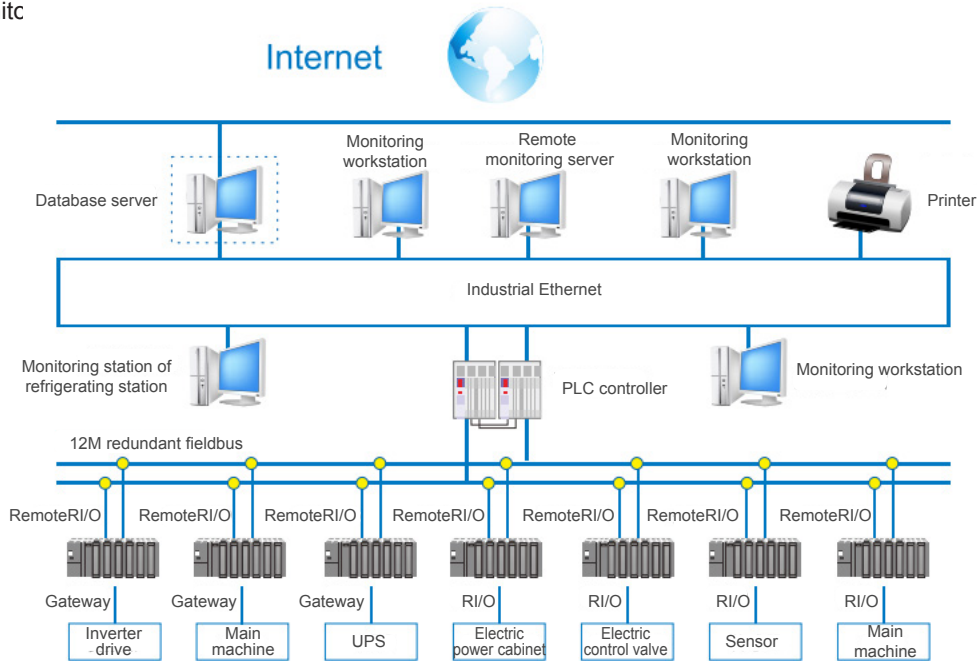 Internet
Monitoring
workstation
Remote
monitoring server
Monitoring
workstation
Database server
Printer
Industrial Ethernet
Monitoring station of
refrigerating station
PLC controller
Monitoring workstation
12M redundant fieldbus
RemoteRI/O
RemoteRI/O
RemoteRI/O
RemoteRI/O
RemoteRI/O
RemoteRI/O
RemoteRI/O
Gateway
Gateway
Gateway
RI/O
RI/O
RI/O
RI/O
Inverter
drive
Main
machine
UPS
Electric
power cabinet
Electric
control valve
Sensor
Main
machine